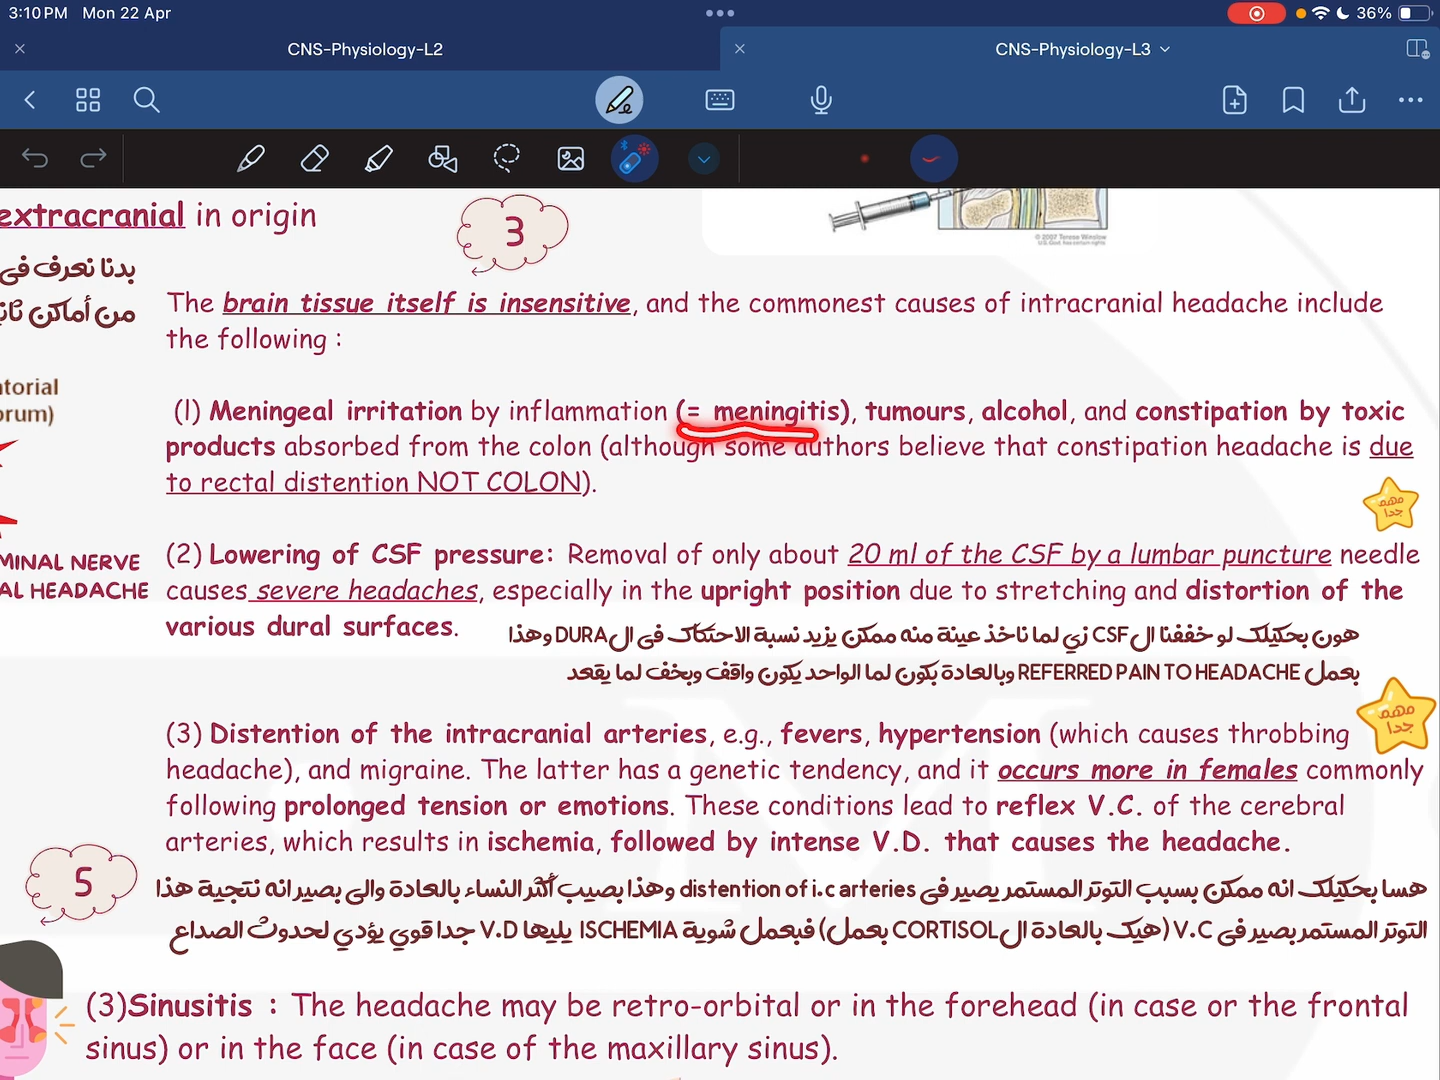 3:10 PM Mon 22 Apr
36%
CNS-Physiology-L2
CNS-Physiology-L3
extracranial in origin
3
© 2007 Terese Winslow
U.S. Govt. has certain rights
بدنا نعرف في
من أماكن
The brain tissue itself is insensitive, and the commonest causes of intracranial headache include
the following :
atorial
orum)
(l) Meningeal irritation by inflammation (= meningitis), tumours, alcohol, and constipation by toxic
products absorbed from the colon (although some authors believe that constipation headache is due
to rectal distention NOT COLON).
مهم
جدا
MINAL NERVE
AL HEADACHE
(2) Lowering of CSF pressure: Removal of only about 20 ml of the CSF by a lumbar puncture needle
causes severe headaches, especially in the upright position due to stretching and distortion of the
various dural surfaces.
هون بحكيلك لو خففنا ال CSF زي لما ناخذ عينة منه ممكن يزيد نسبة الاحتكاك في ال DURA وهذا
بعمل REFERRED PAIN TO HEADACHE وبالعادة بكون لما الواحد يكون واقف وبخف لما يقعد
(3) Distention of the intracranial arteries, e.g., fevers, hypertension (which causes throbbing
headache), and migraine. The latter has a genetic tendency, and it occurs more in females commonly
following prolonged tension or emotions. These conditions lead to reflex V.C. of the cerebral
arteries, which results in ischemia, followed by intense V.D. that causes the headache.
مهم
جدا
5
هسا بحكيلك انه ممكن بسبب التوتر المستمر يصير في distention of i.c arteries وهذا بصيب أكثر النساء بالعادة والي بصير انه نتجية هذا
التوتر المستمر بصير في V.C (هيك بالعادة ال CORTISOL بعمل) فبعمل شوية ISCHEMIA يليها V.D جدا قوي يؤدي لحدوث الصداع
(3)Sinusitis : The headache may be retro-orbital or in the forehead (in case or the frontal
sinus) or in the face (in case of the maxillary sinus).